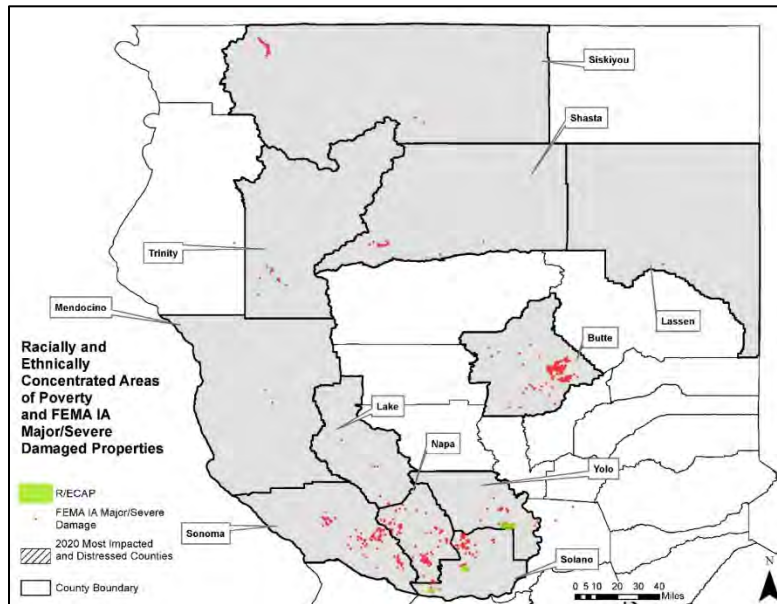 Siskiyou
Shasta
Trinity
Mendocino
Lassen
Racially and
Ethnically
Concentrated Areas
of Poverty
and FEMA IA
Major/Severe
Damaged Properties
Butte
Lake
Napa
Yolo
R/ECAP
FEMA IA Major/Severe
Damage
Sonoma
2020 Most Impacted
and Distressed Counties
Solano
County Boundary
N
0 5 10 20 30 40
Miles